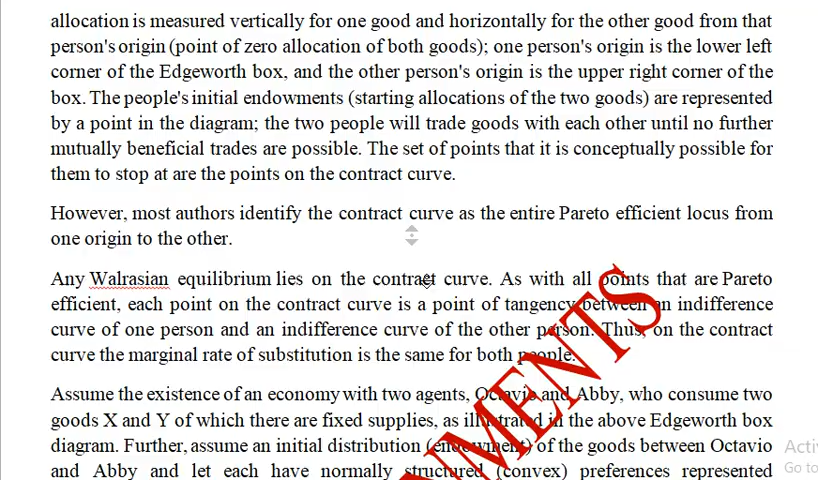 allocation is measured vertically for one good and horizontally for the other good from that
person's origin (point of zero allocation of both goods); one person's origin is the lower left
corner of the Edgeworth box, and the other person's origin is the upper right corner of the
box. The people's initial endowments (starting allocations of the two goods) are represented
by a point in the diagram; the two people will trade goods with each other until no further
mutually beneficial trades are possible. The set of points that it is conceptually possible for
them to stop at are the points on the contract curve.
However, most authors identify the contract curve as the entire Pareto efficient locus from
one origin to the other.
Any Walrasian equilibrium lies on the contract curve. As with all points that are Pareto
efficient, each point on the contract curve is a point of tangency between an indifference
curve of one person and an indifference curve of the other person. Thus, on the contract
curve the marginal rate of substitution is the same for both people.
Assume the existence of an economy with two agents, Octavio and Abby, who consume two
goods X and Y of which there are fixed supplies, as illustrated in the above Edgeworth box
diagram. Further, assume an initial distribution (endowment) of the goods between Octavio
and Abby and let each have normally structured (convex) preferences represented
NMENTS
Activ
Go to